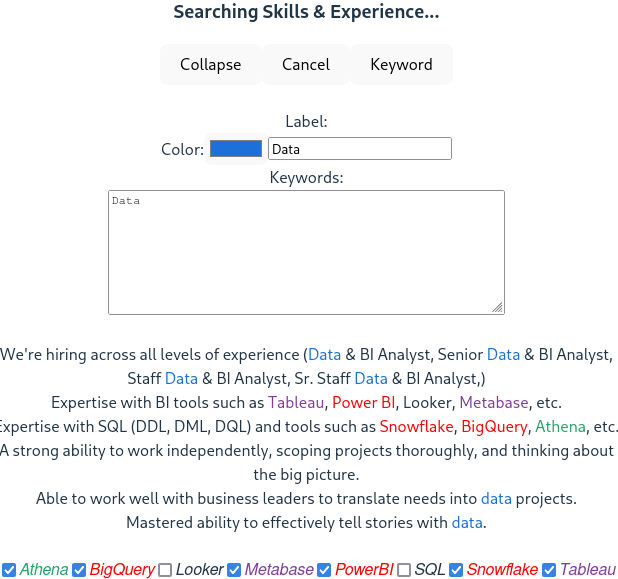 Searching Skills & Experience...
Collapse Cancel Keyword
Label:
Color: Data
Keywords:
Data
We're hiring across all levels of experience (Data & BI Analyst, Senior Data & BI Analyst,
Staff Data & BI Analyst, Sr. Staff Data & BI Analyst,)
Expertise with BI tools such as Tableau, Power BI, Looker, Metabase, etc.
Expertise with SQL (DDL, DML, DQL) and tools such as Snowflake, BigQuery, Athena, etc.
A strong ability to work independently, scoping projects thoroughly, and thinking about
the big picture.
Able to work well with business leaders to translate needs into data projects.
Mastered ability to effectively tell stories with data.
Athena BigQuery Looker Metabase PowerBI SQL Snowflake Tableau